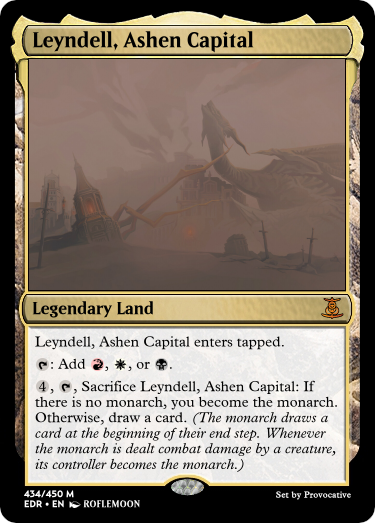 Leyndell, Ashen Capital
Legendary Land
Leyndell, Ashen Capital enters tapped.
: Add , , or .
4, , Sacrifice Leyndell, Ashen Capital: If
there is no monarch, you become the monarch.
Otherwise, draw a card. (The monarch draws a
card at the beginning of their end step. Whenever
the monarch is dealt combat damage by a creature,
its controller becomes the monarch.)
434/450 M
EDR • EN ROFLEMOON
Set by Provocative